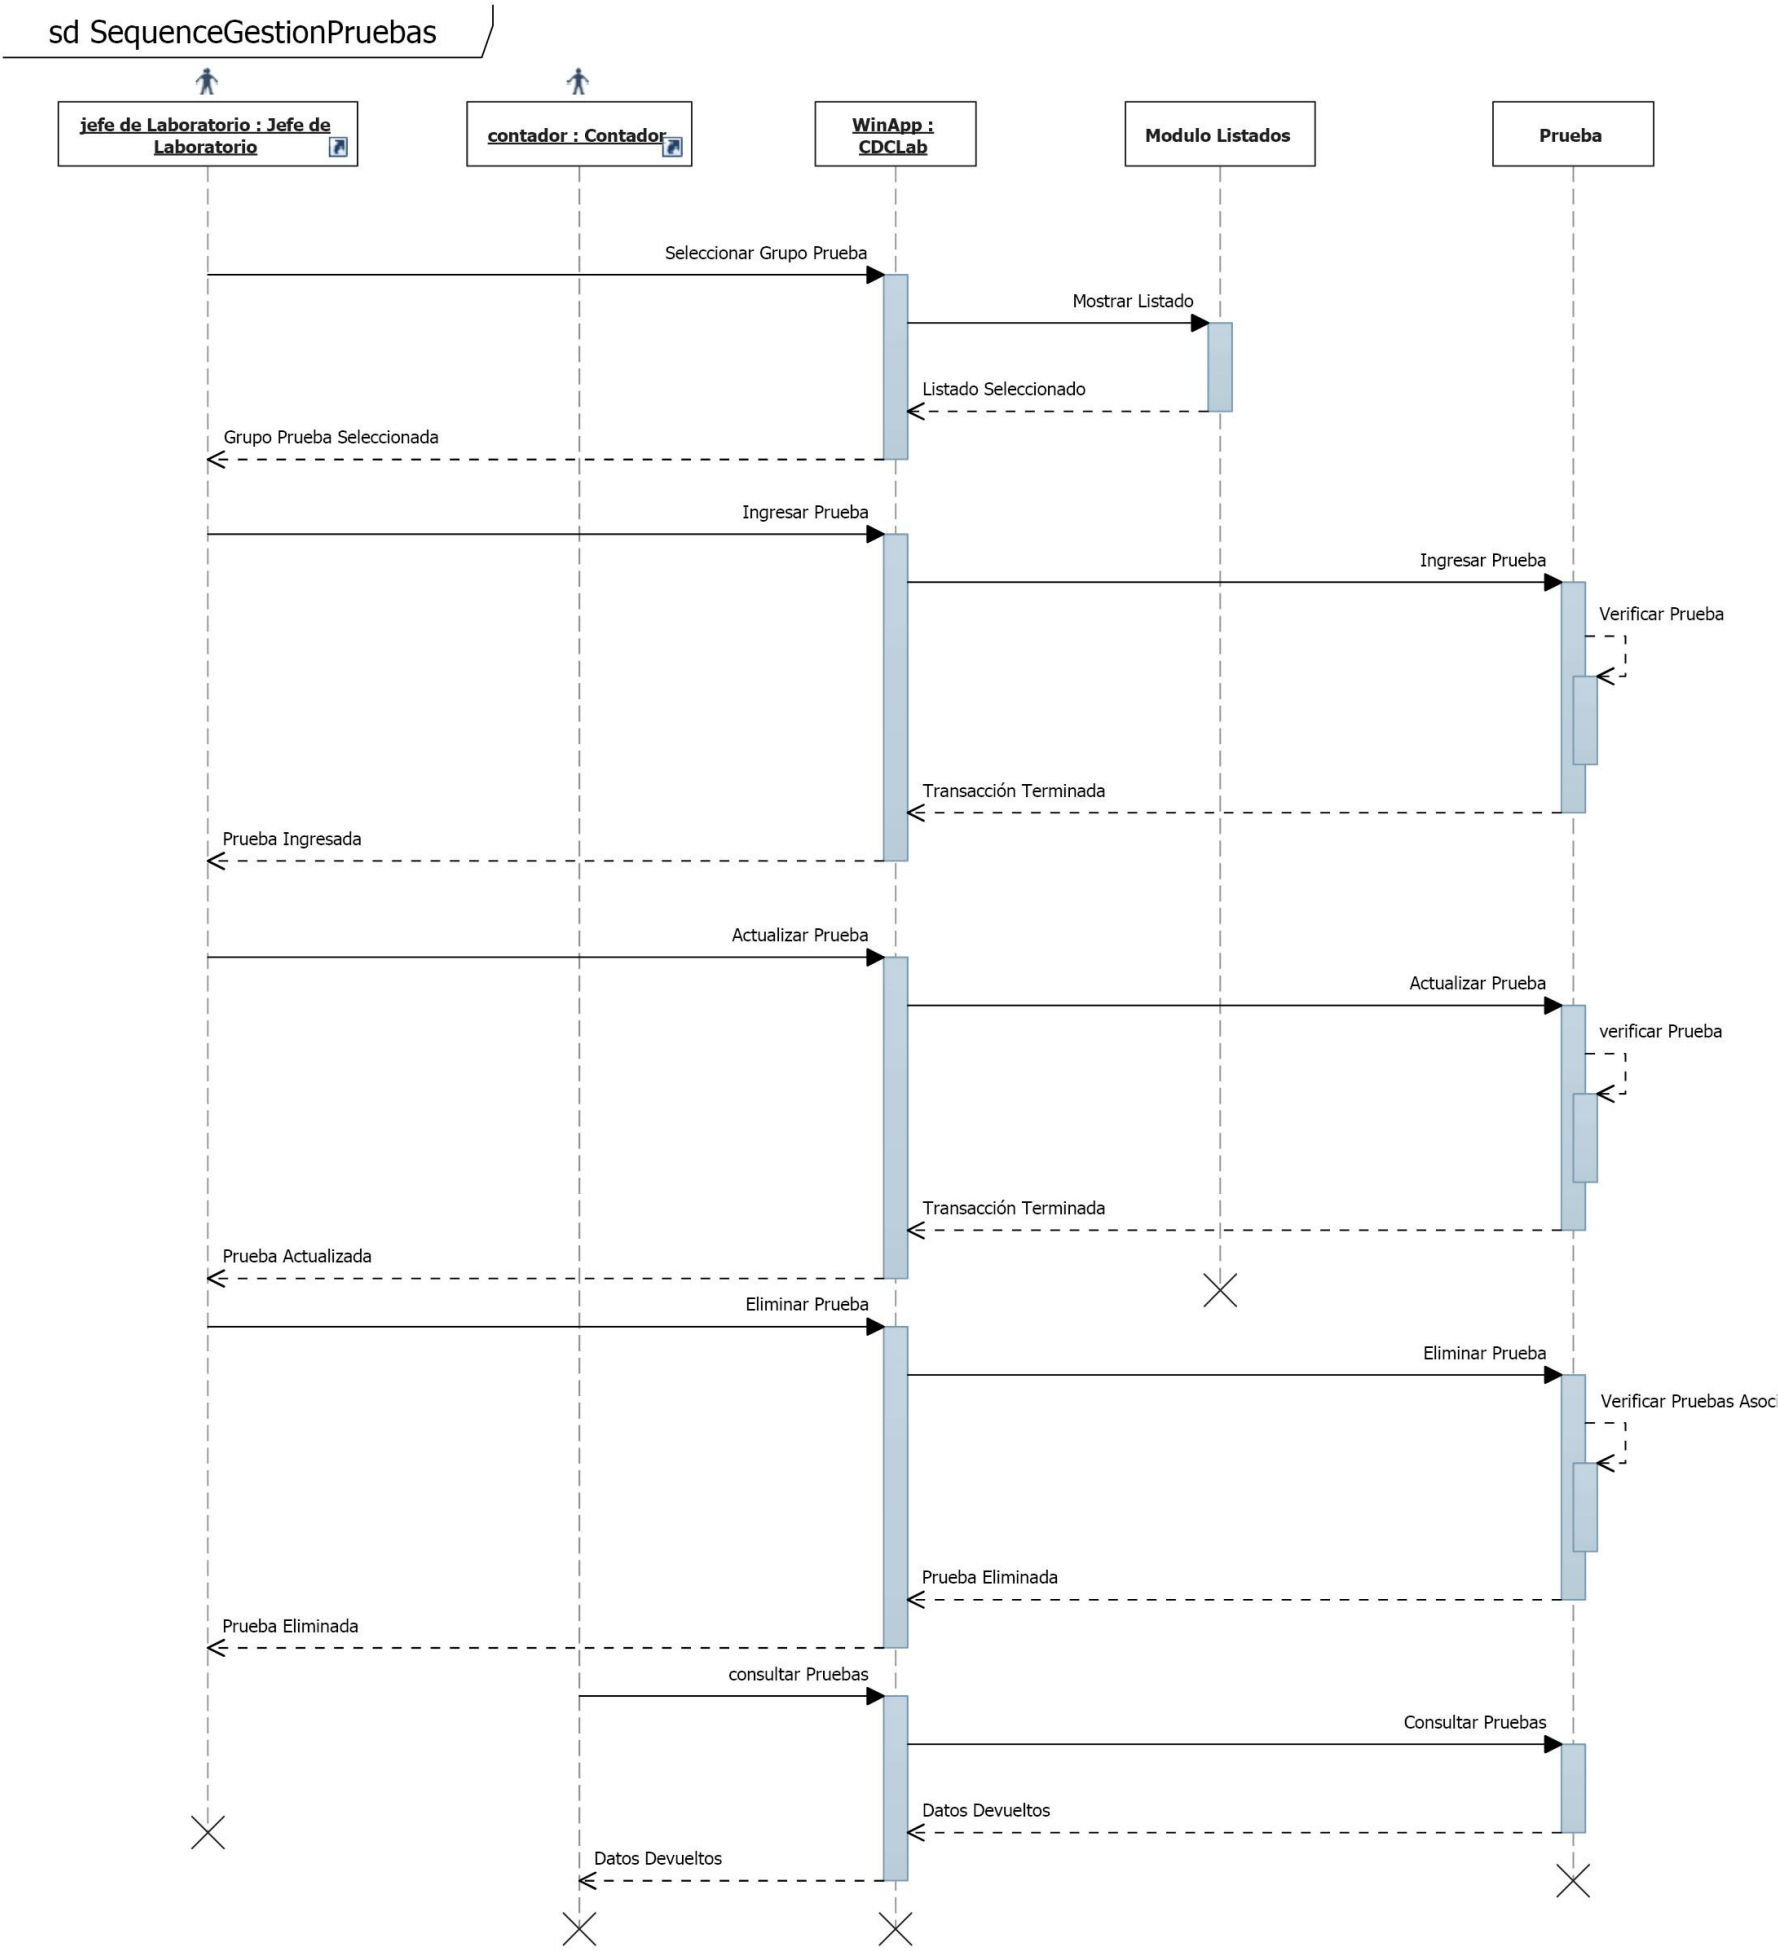 sd SequenceGestionPruebas
jefe de Laboratorio : Jefe de
Laboratorio
contador : Contador
WinApp :
CDCLab
Modulo Listados
Prueba
Seleccionar Grupo Prueba
Mostrar Listado
Listado Seleccionado
Grupo Prueba Seleccionada
Ingresar Prueba
Ingresar Prueba
Verificar Prueba
Transacción Terminada
Prueba Ingresada
Actualizar Prueba
Actualizar Prueba
verificar Prueba
Transacción Terminada
Prueba Actualizada
Eliminar Prueba
Eliminar Prueba
Verificar Pruebas Asoci
Prueba Eliminada
Prueba Eliminada
consultar Pruebas
Consultar Pruebas
Datos Devueltos
Datos Devueltos